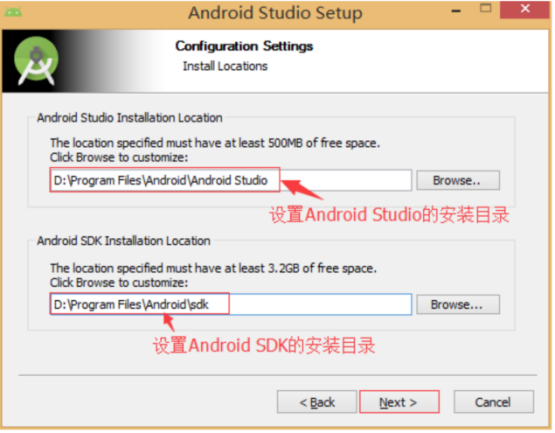 Android Studio Setup
Configuration Settings
Install Locations
Android Studio Installation Location
The location specified must have at least 500MB of free space.
Click Browse to customize:
D:\Program Files\Android\Android Studio
Browse..
设置Android Studio的安装目录
Android SDK Installation Location
The location specified must have at least 3.2GB of free space.
Click Browse to customize:
D:\Program Files\Android\sdk
Browse...
设置Android SDK的安装目录
< Back
Next >
Cancel